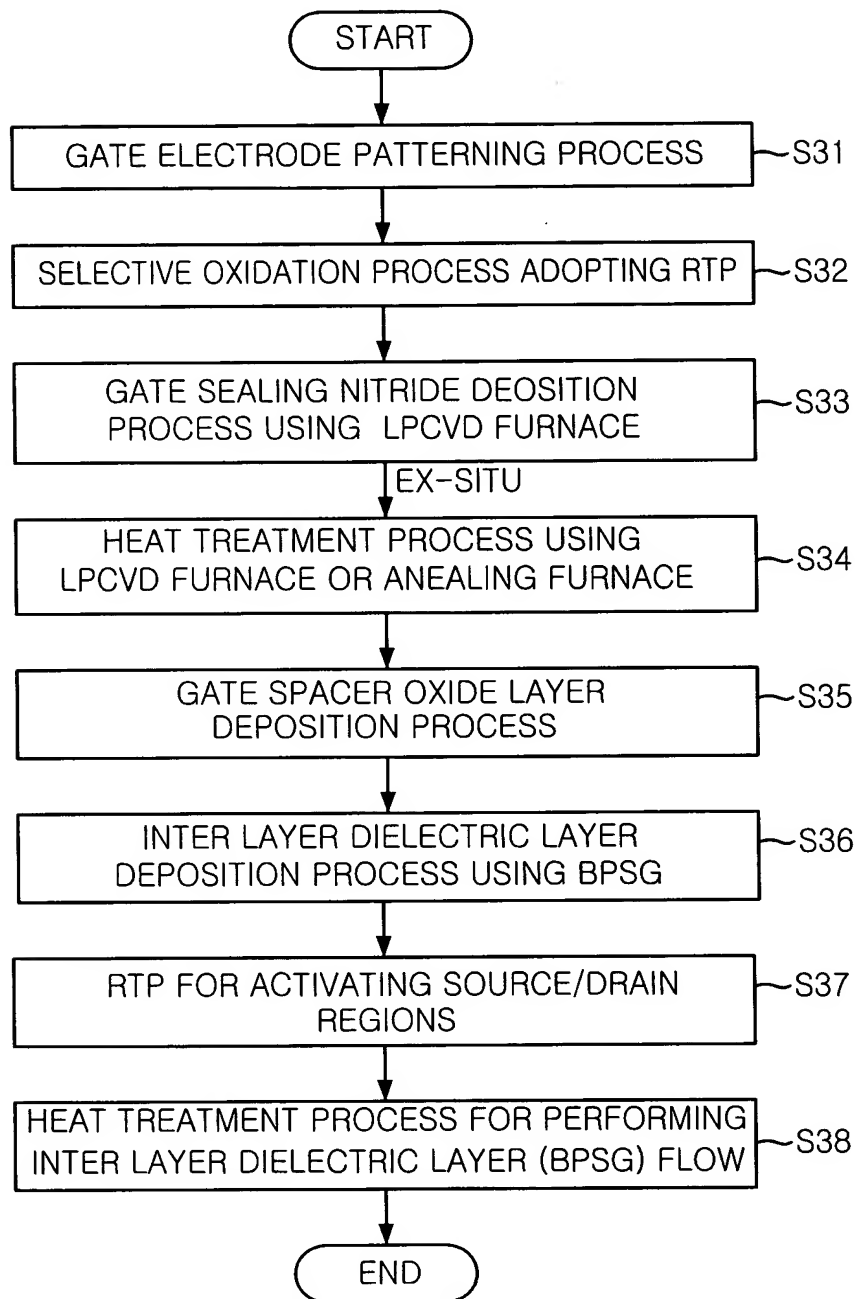 START
GATE ELECTRODE PATTERNING PROCESS
S31
SELECTIVE OXIDATION PROCESS ADOPTING RTP
S32
GATE SEALING NITRIDE DEOSITION
PROCESS USING LPCVD FURNACE
S33
EX-SITU
HEAT TREATMENT PROCESS USING
LPCVD FURNACE OR ANEALING FURNACE
S34
GATE SPACER OXIDE LAYER
DEPOSITION PROCESS
S35
INTER LAYER DIELECTRIC LAYER
DEPOSITION PROCESS USING BPSG
S36
RTP FOR ACTIVATING SOURCE/DRAIN
REGIONS
S37
HEAT TREATMENT PROCESS FOR PERFORMING
INTER LAYER DIELECTRIC LAYER (BPSG) FLOW
S38
END